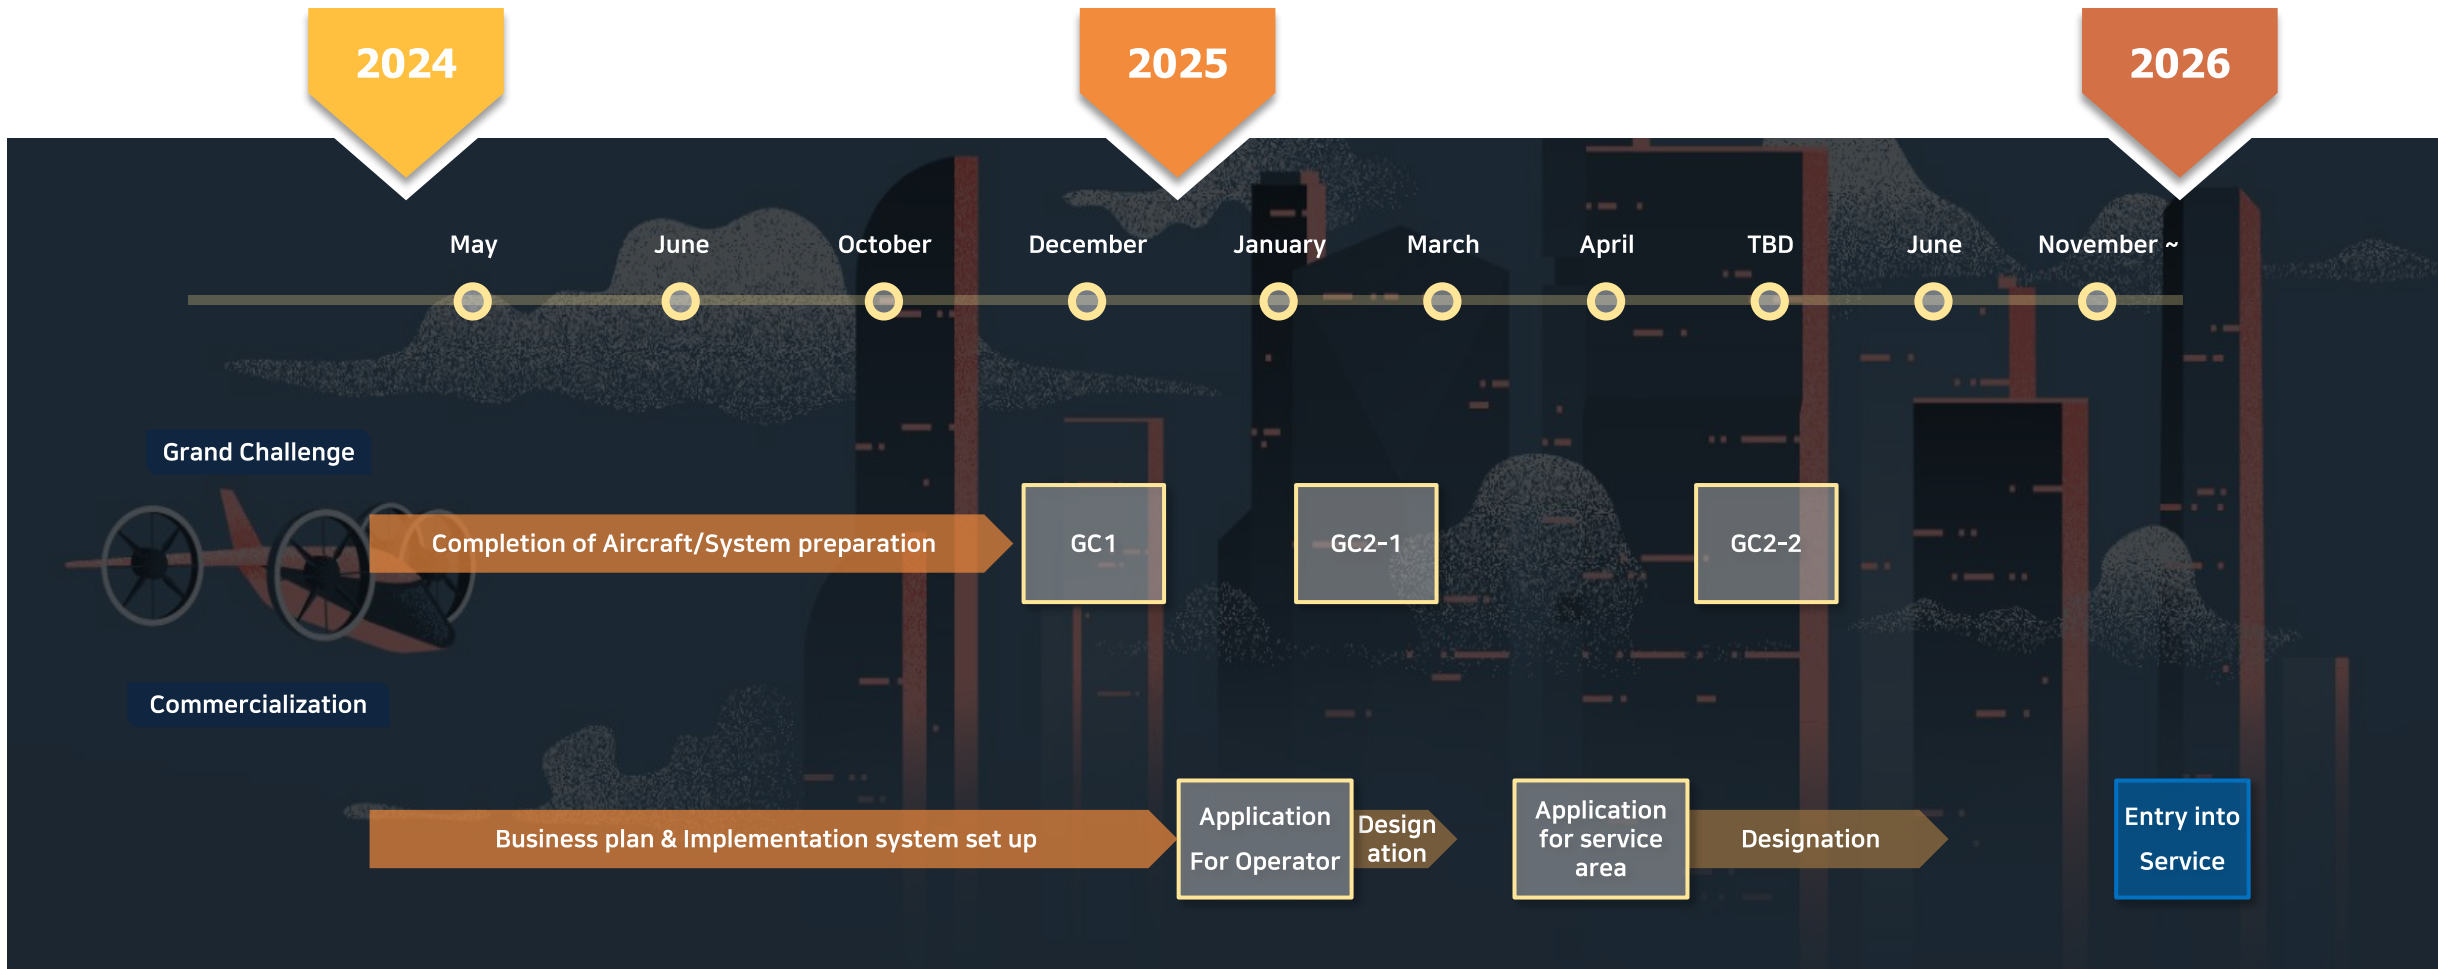 2024
2025
2026
May
June
October
December
January
March
April
TBD
June
November ~
Grand Challenge
Completion of Aircraft/System preparation
GC1
GC2-1
GC2-2
Commercialization
Business plan & Implementation system set up
Application
For Operator
Design
ation
Application
for service
area
Designation
Entry into
Service